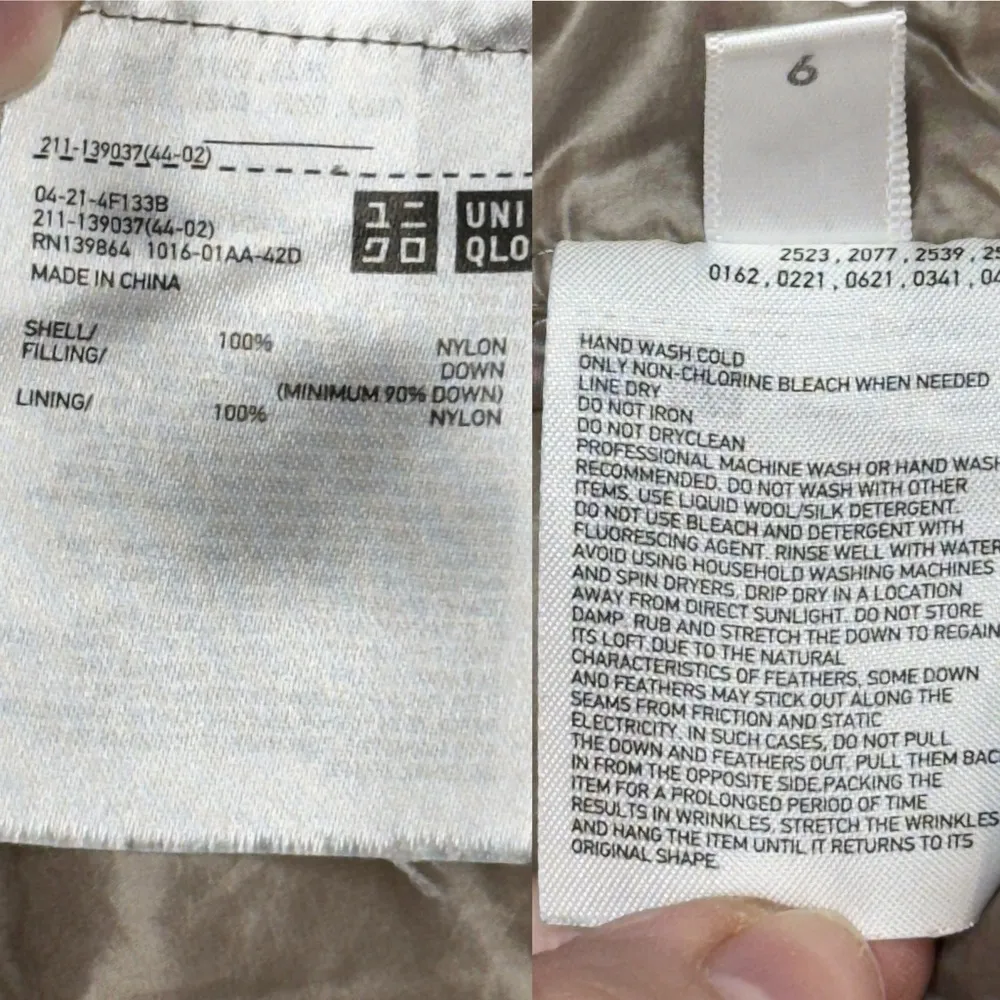 211-139037(44-02)
04-21-4F133B
211-139037(44-02)
RN139864 1016-01AA-42D
MADE IN CHINA
ユニ
クロ
UNI
QLO
SHELL/ 100% NYLON
FILLING/ DOWN
(MINIMUM 90% DOWN)
LINING/ 100% NYLON
6
2523 , 2077 , 2539 , 25
0162 , 0221 , 0621 , 0341 , 04
HAND WASH COLD
ONLY NON-CHLORINE BLEACH WHEN NEEDED
LINE DRY
DO NOT IRON
DO NOT DRYCLEAN
PROFESSIONAL MACHINE WASH OR HAND WASH
RECOMMENDED. DO NOT WASH WITH OTHER
ITEMS. USE LIQUID WOOL/SILK DETERGENT.
DO NOT USE BLEACH AND DETERGENT WITH
FLUORESCING AGENT. RINSE WELL WITH WATER
AVOID USING HOUSEHOLD WASHING MACHINES
AND SPIN DRYERS. DRIP DRY IN A LOCATION
AWAY FROM DIRECT SUNLIGHT. DO NOT STORE
DAMP. RUB AND STRETCH THE DOWN TO REGAIN
ITS LOFT.DUE TO THE NATURAL
CHARACTERISTICS OF FEATHERS, SOME DOWN
AND FEATHERS MAY STICK OUT ALONG THE
SEAMS FROM FRICTION AND STATIC
ELECTRICITY. IN SUCH CASES, DO NOT PULL
THE DOWN AND FEATHERS OUT. PULL THEM BAC
IN FROM THE OPPOSITE SIDE.PACKING THE
ITEM FOR A PROLONGED PERIOD OF TIME
RESULTS IN WRINKLES. STRETCH THE WRINKLES
AND HANG THE ITEM UNTIL IT RETURNS TO ITS
ORIGINAL SHAPE.